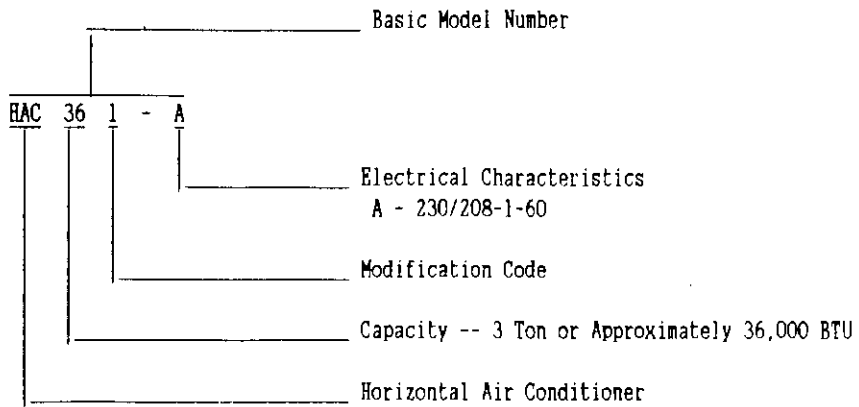 Basic Model Number
HAC 36 1 - A
Electrical Characteristics
A - 230/208-1-60
Modification Code
Capacity -- 3 Ton or Approximately 36,000 BTU
Horizontal Air Conditioner